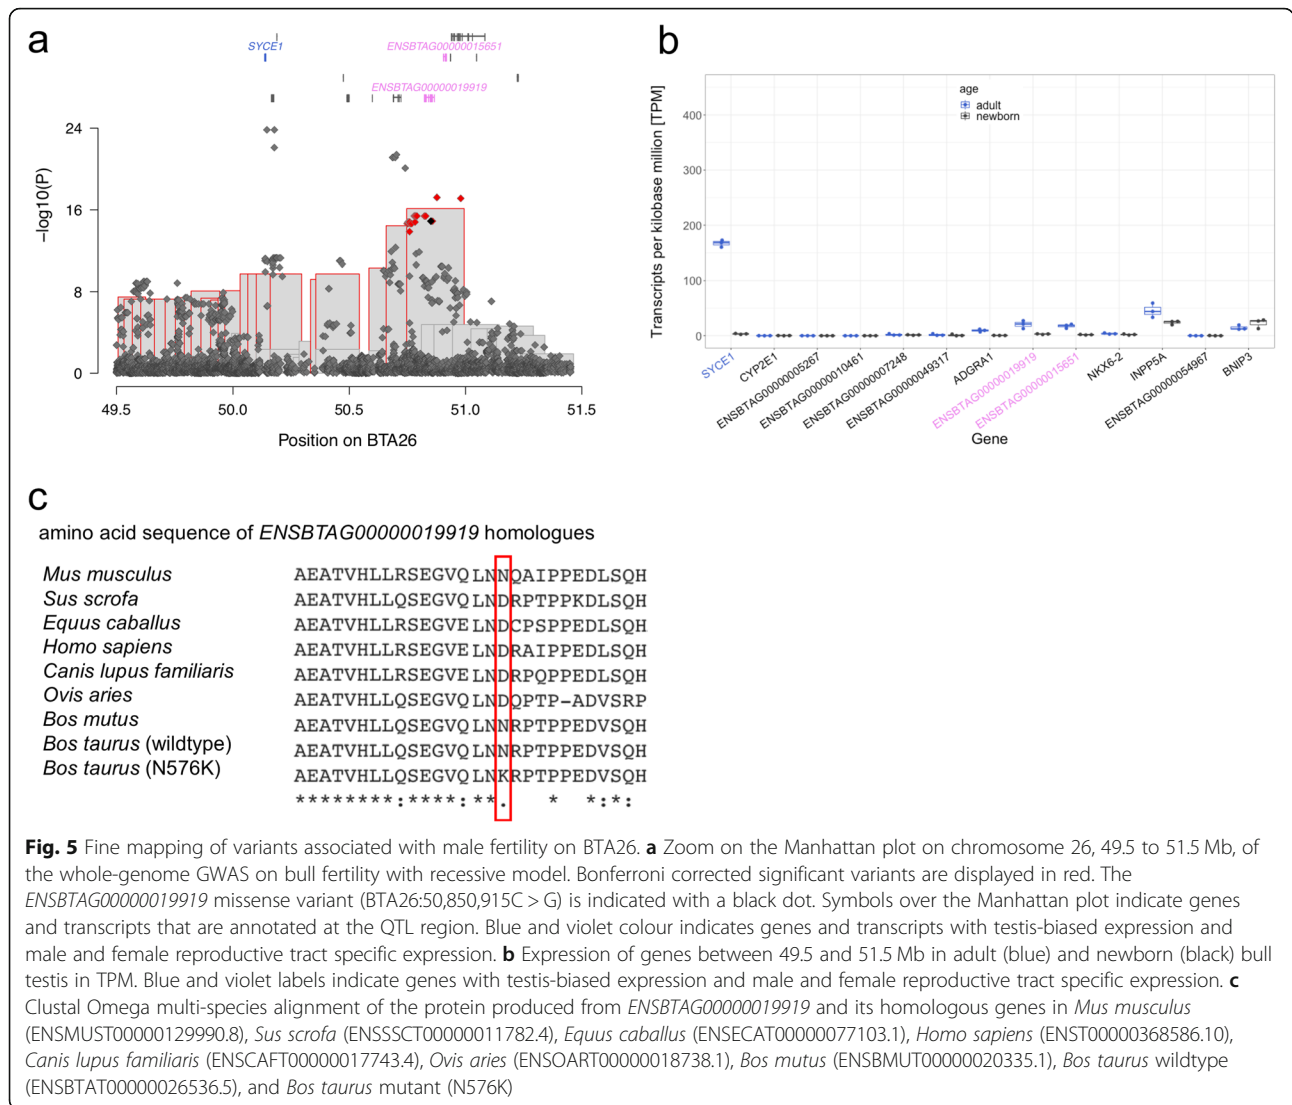 a
SYCE1
ENSBTAG00000015651
ENSBTAG00000019919
24
16
8
0
−log10(P)
49.5 50.0 50.5 51.0 51.5
Position on BTA26
b
age
adult
newborn
400
300
200
100
0
Transcripts per kilobase million [TPM]
SYCE1
CYP2E1
ENSBTAG00000005267
ENSBTAG00000010461
ENSBTAG00000007248
ENSBTAG00000049317
ADGRA1
ENSBTAG00000019919
ENSBTAG00000015651
NKX6-2
INPP5A
ENSBTAG00000054967
BNIP3
Gene
c
amino acid sequence of ENSBTAG00000019919 homologues
Mus musculus AEATVHLLRSEGVQLNNQAIPPEDLSQH
Sus scrofa AEATVHLLQSEGVQLNDRPTPPKDLSQH
Equus caballus AEATVHLLRSEGVELNDCPSPPEDLSQH
Homo sapiens AEATVHLLRSEGVQLNDRAIPPEDLSQH
Canis lupus familiaris AEATVHLLRSEGVELNDRPQPPEDLSQH
Ovis aries AEATVHLLQSEGVQLNDQPTP–ADVSRP
Bos mutus AEATVHLLQSEGVQLNNRPTPPEDVSQH
Bos taurus (wildtype) AEATVHLLQSEGVQLNNRPTPPEDVSQH
Bos taurus (N576K) AEATVHLLQSEGVQLNKRPTPPEDVSQH
********:****:**. * *:*:
Fig. 5 Fine mapping of variants associated with male fertility on BTA26. a Zoom on the Manhattan plot on chromosome 26, 49.5 to 51.5 Mb, of
the whole-genome GWAS on bull fertility with recessive model. Bonferroni corrected significant variants are displayed in red. The
ENSBTAG00000019919 missense variant (BTA26:50,850,915C > G) is indicated with a black dot. Symbols over the Manhattan plot indicate genes
and transcripts that are annotated at the QTL region. Blue and violet colour indicates genes and transcripts with testis-biased expression and
male and female reproductive tract specific expression. b Expression of genes between 49.5 and 51.5 Mb in adult (blue) and newborn (black) bull
testis in TPM. Blue and violet labels indicate genes with testis-biased expression and male and female reproductive tract specific expression. c
Clustal Omega multi-species alignment of the protein produced from ENSBTAG00000019919 and its homologous genes in Mus musculus
(ENSMUST00000129990.8), Sus scrofa (ENSSSCT00000011782.4), Equus caballus (ENSECAT00000077103.1), Homo sapiens (ENST00000368586.10),
Canis lupus familiaris (ENSCAFT00000017743.4), Ovis aries (ENSOART00000018738.1), Bos mutus (ENSBMUT00000020335.1), Bos taurus wildtype
(ENSBTAT00000026536.5), and Bos taurus mutant (N576K)